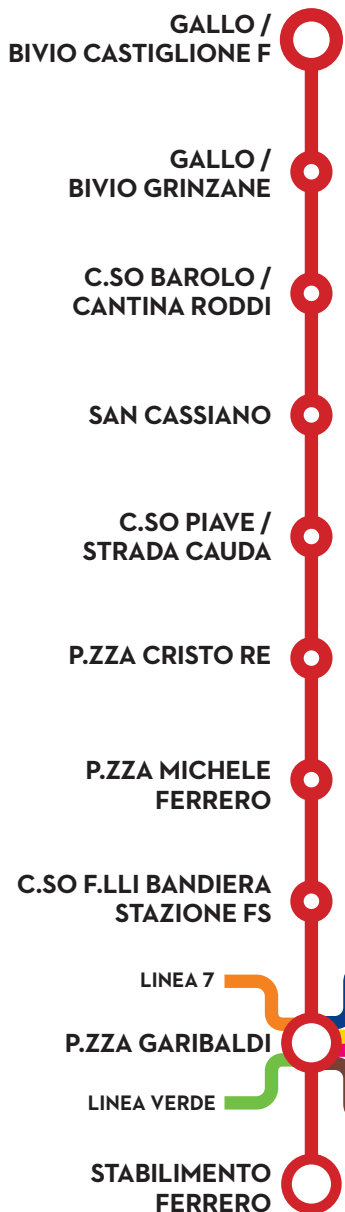 GALLO /
BIVIO CASTIGLIONE F
GALLO /
BIVIO GRINZANE
C.SO BAROLO /
CANTINA RODDI
SAN CASSIANO
C.SO PIAVE /
STRADA CAUDA
P.ZZA CRISTO RE
P.ZZA MICHELE
FERRERO
C.SO F.LLI BANDIERA
STAZIONE FS
LINEA 7
P.ZZA GARIBALDI
LINEA VERDE
STABILIMENTO
FERRERO